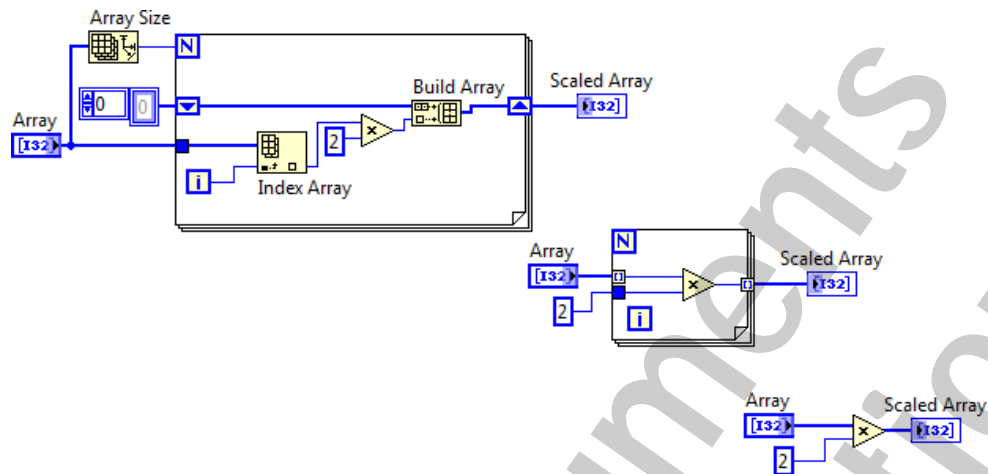 Array Size
N
0
0
Build Array
Scaled Array
[I32]
Array
[I32]
×
2
i
Index Array
N
Array
[I32]
Scaled Array
[I32]
×
2
i
Array
[I32]
Scaled Array
[I32]
×
2